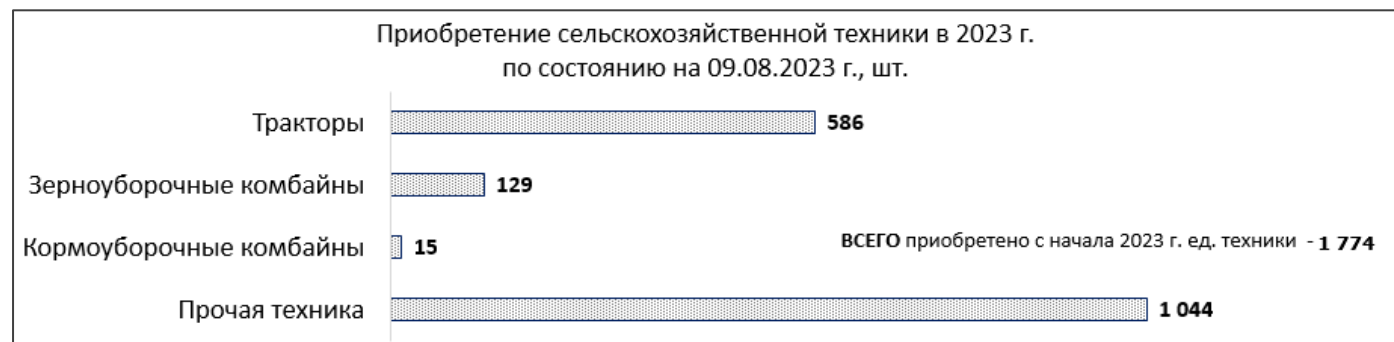 Приобретение сельскохозяйственной техники в 2023 г.
по состоянию на 09.08.2023 г., шт.
Тракторы 586
Зерноуборочные комбайны 129
Кормоуборочные комбайны 15
ВСЕГО приобретено с начала 2023 г. ед. техники - 1 774
Прочая техника 1 044